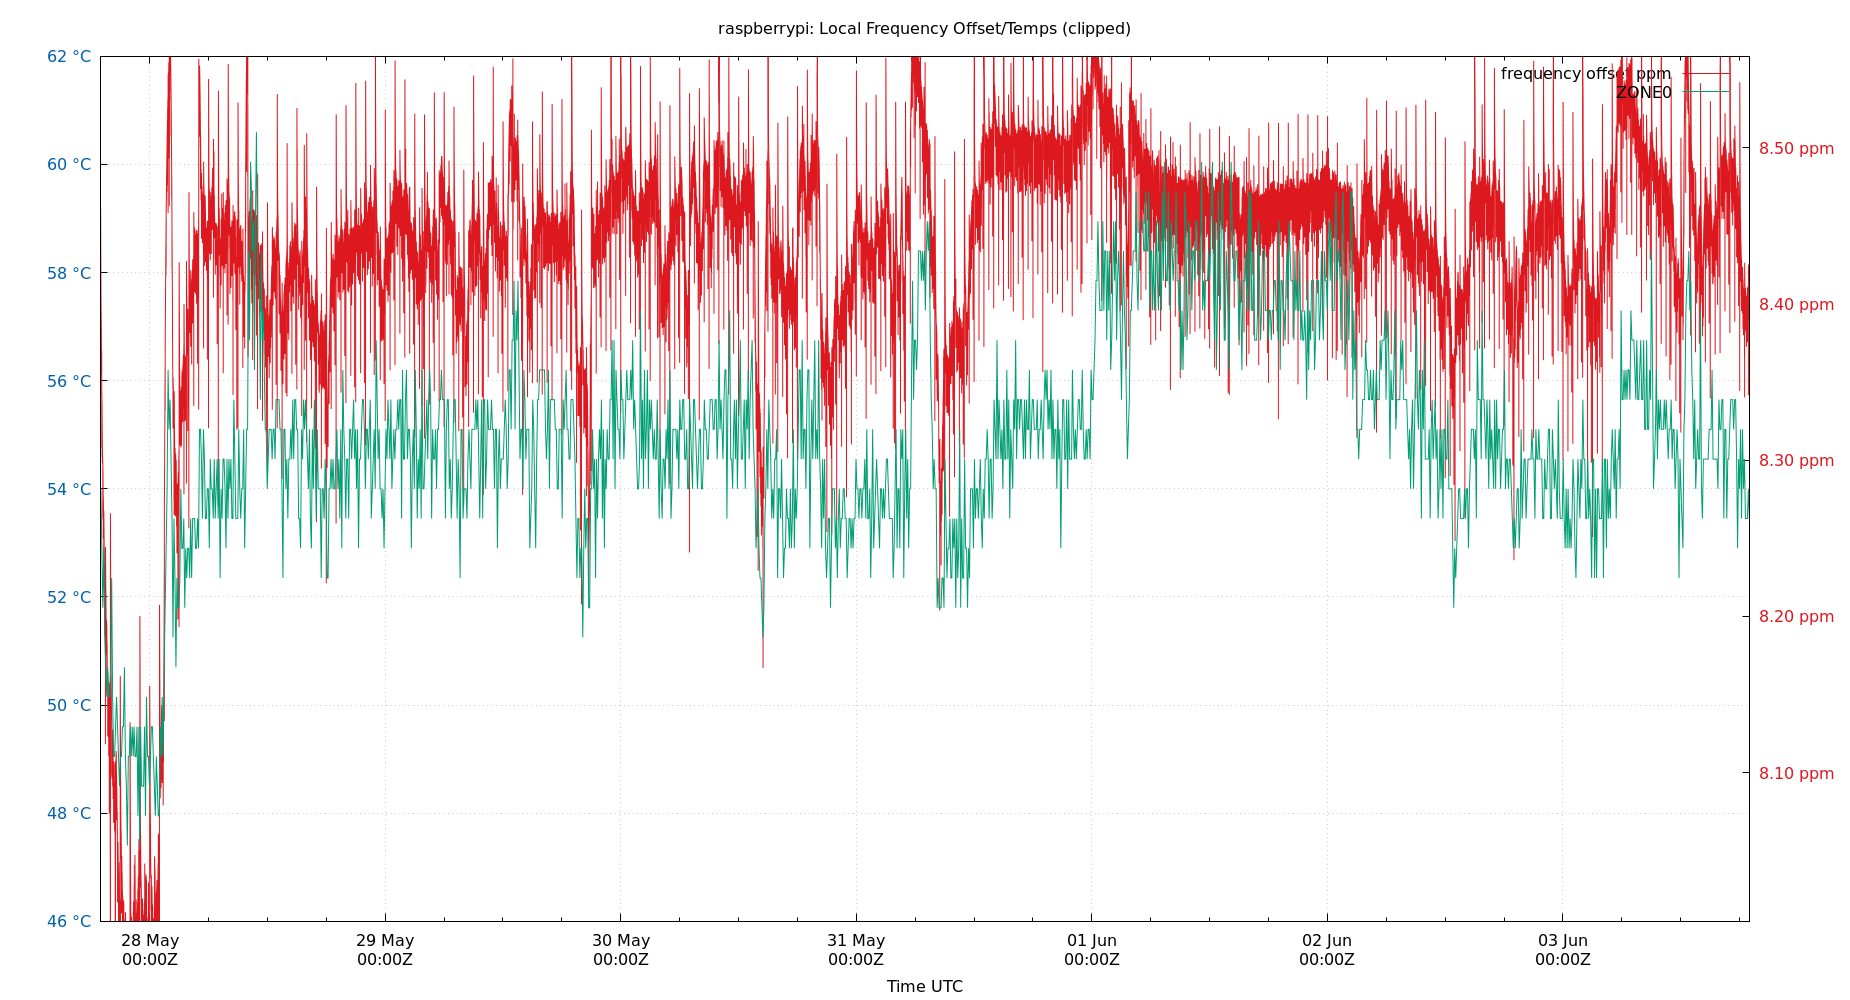 raspberrypi: Local Frequency Offset/Temps (clipped)
62 °C
60 °C
58 °C
56 °C
54 °C
52 °C
50 °C
48 °C
46 °C
frequency offset ppm
ZONE0
8.50 ppm
8.40 ppm
8.30 ppm
8.20 ppm
8.10 ppm
28 May 29 May 30 May 31 May 01 Jun 02 Jun 03 Jun
00:00Z 00:00Z 00:00Z 00:00Z 00:00Z 00:00Z 00:00Z
Time UTC